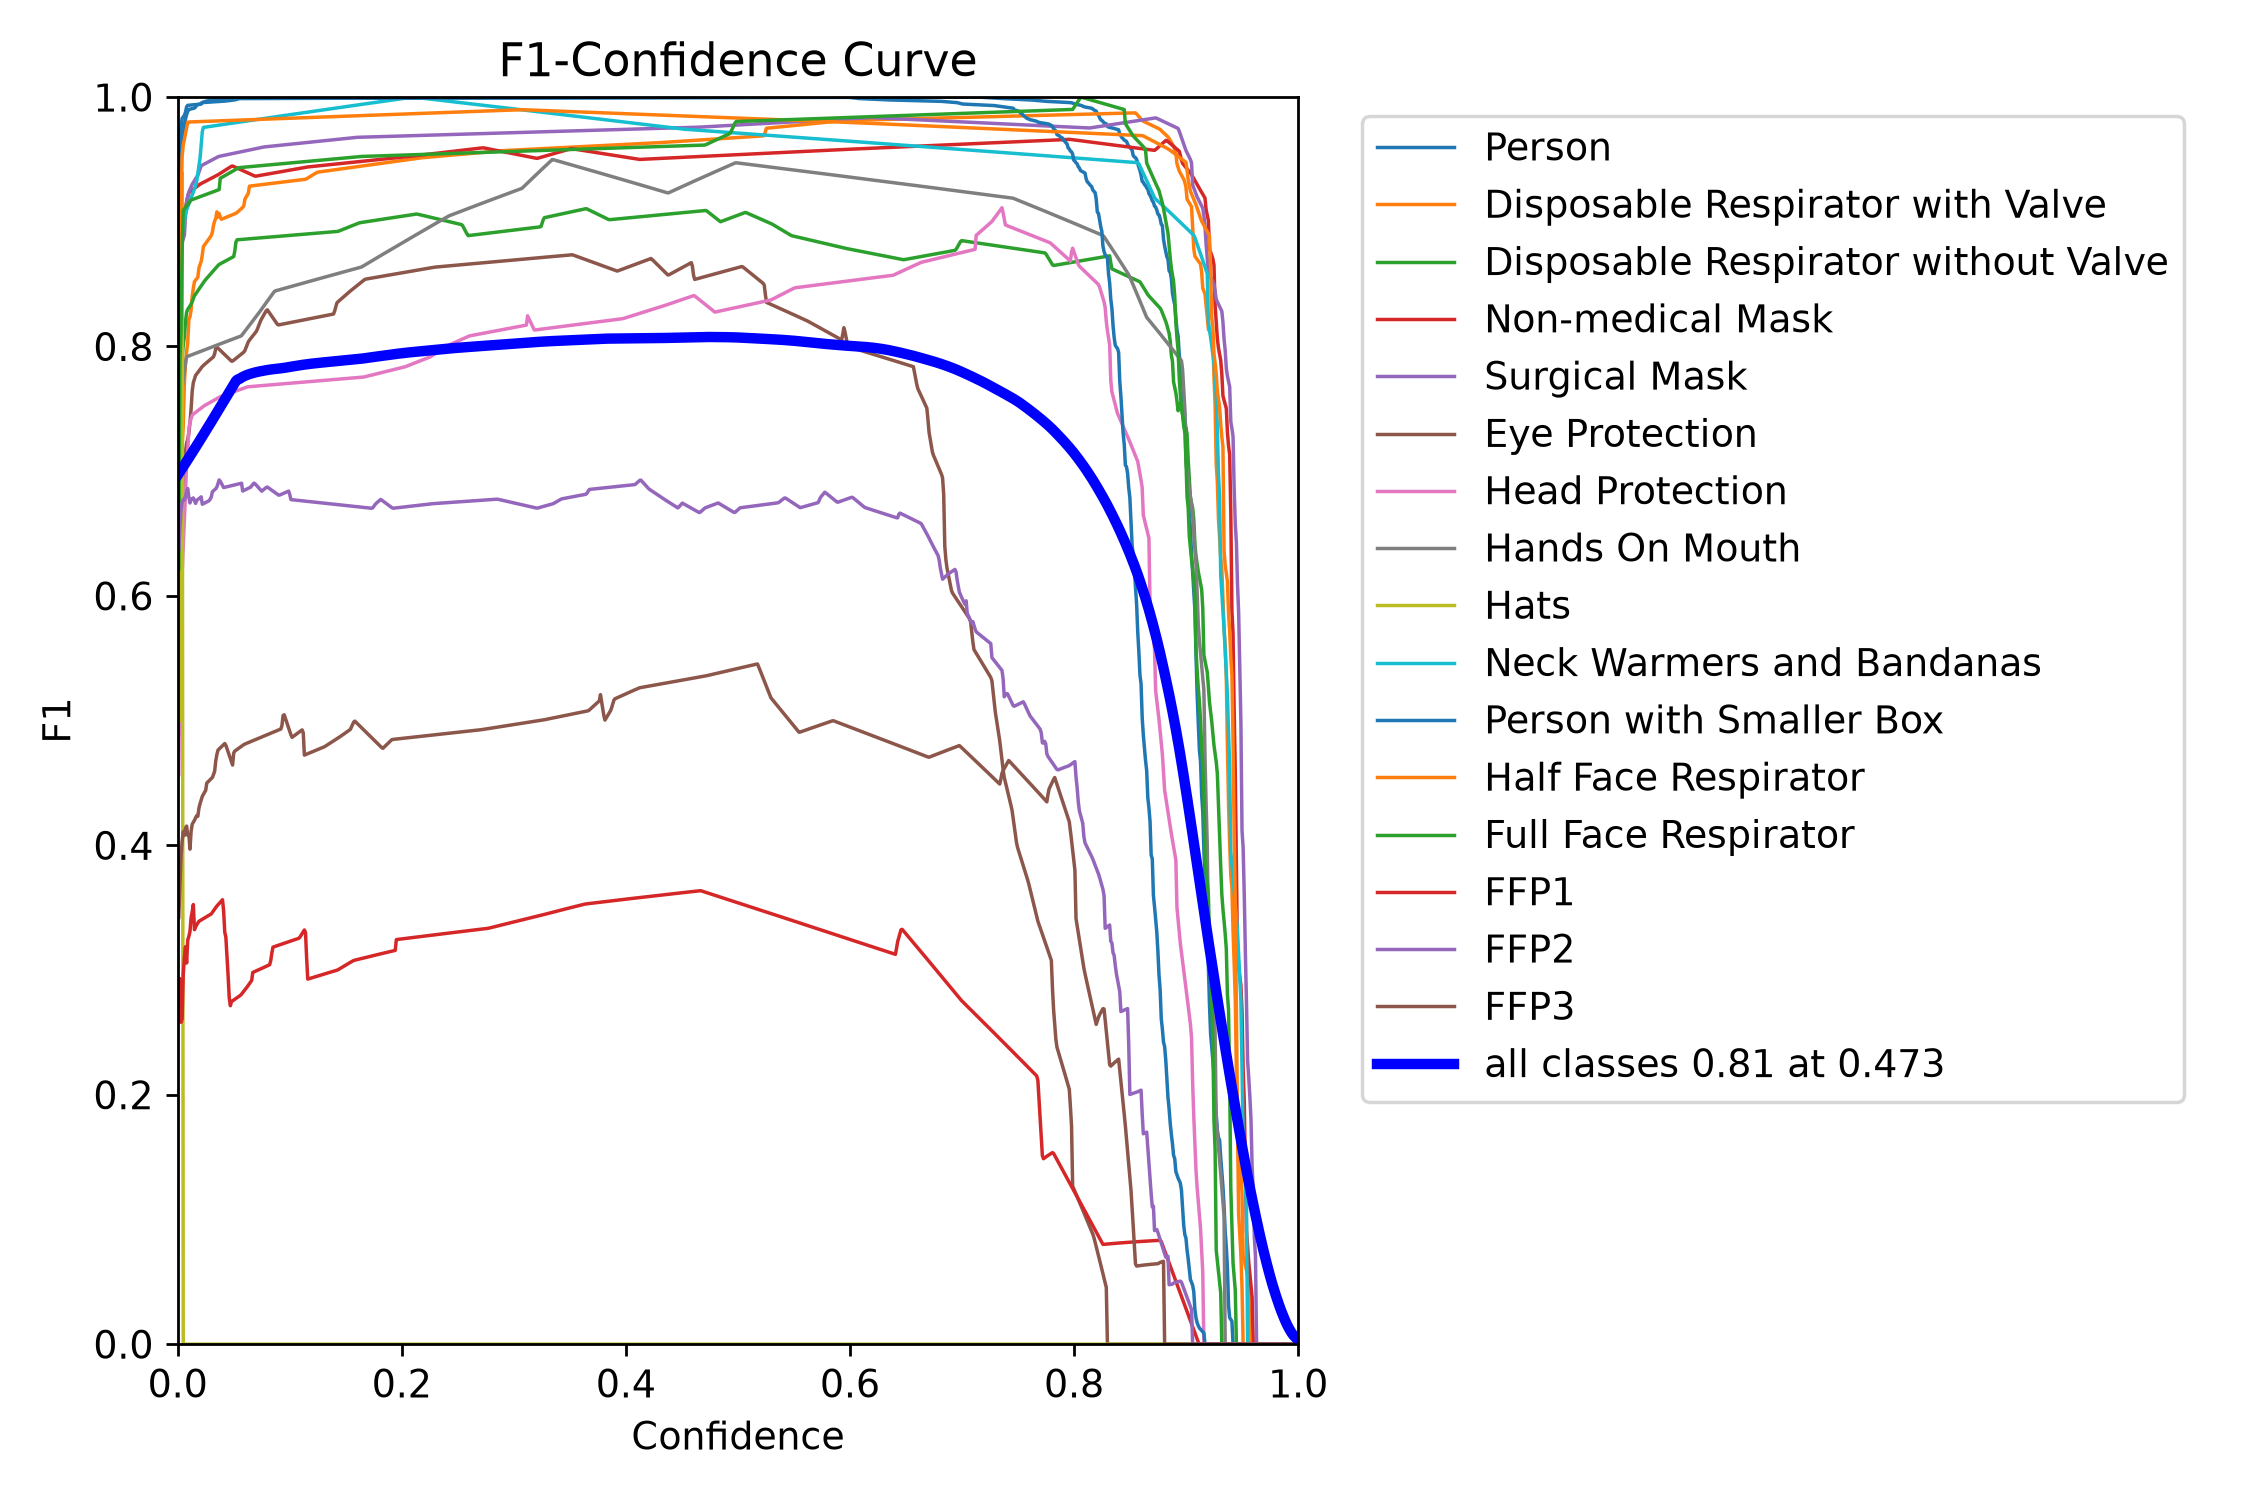 F1-Confidence Curve
1.0
0.8
0.6
0.4
0.2
0.0
F1
0.0 0.2 0.4 0.6 0.8 1.0
Confidence
Person
Disposable Respirator with Valve
Disposable Respirator without Valve
Non-medical Mask
Surgical Mask
Eye Protection
Head Protection
Hands On Mouth
Hats
Neck Warmers and Bandanas
Person with Smaller Box
Half Face Respirator
Full Face Respirator
FFP1
FFP2
FFP3
all classes 0.81 at 0.473